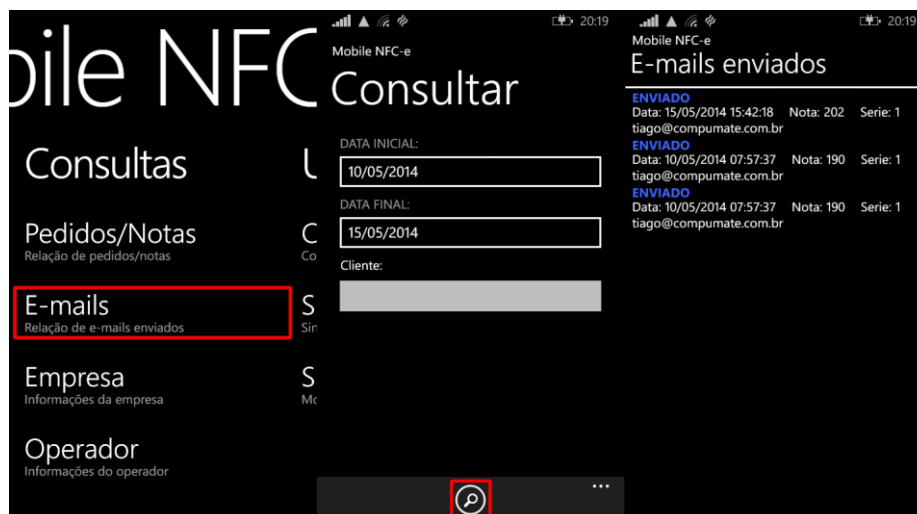 bile NFC
Consultas
U
Pedidos/Notas
Relação de pedidos/notas
C
Co
E-mails
Relação de e-mails enviados
S
Sin
Empresa
Informações da empresa
S
Mo
Operador
Informações do operador
20:19
Mobile NFC-e
Consultar
DATA INICIAL:
10/05/2014
DATA FINAL:
15/05/2014
Cliente:
...
20:19
Mobile NFC-e
E-mails enviados
ENVIADO
Data: 15/05/2014 15:42:18 Nota: 202 Serie: 1
tiago@compumate.com.br
ENVIADO
Data: 10/05/2014 07:57:37 Nota: 190 Serie: 1
tiago@compumate.com.br
ENVIADO
Data: 10/05/2014 07:57:37 Nota: 190 Serie: 1
tiago@compumate.com.br